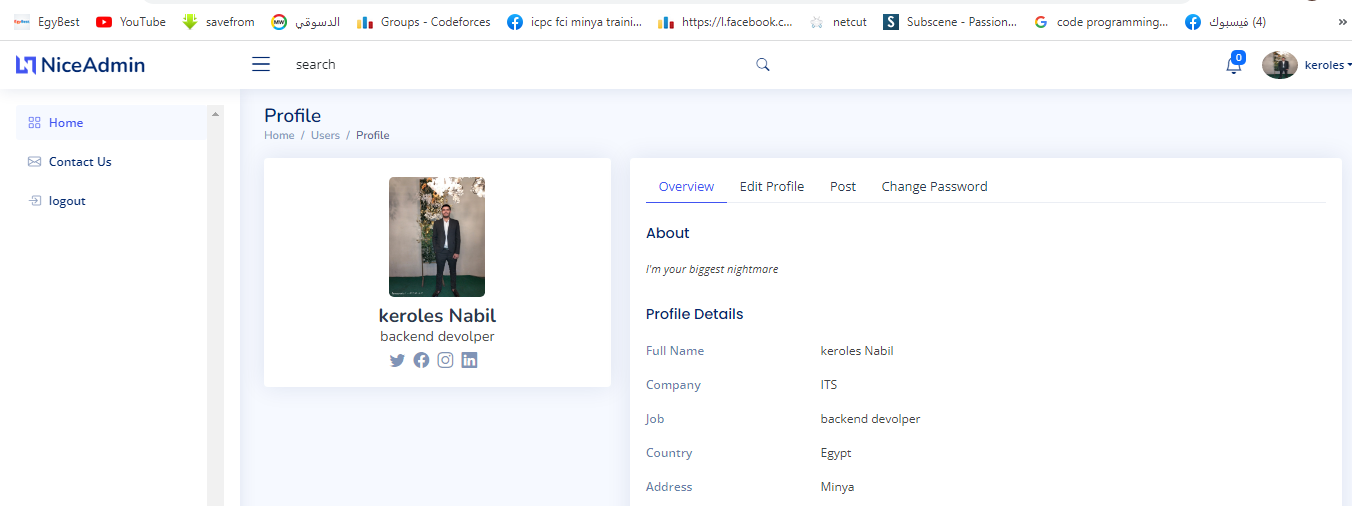 EgyBest YouTube savefrom الدسوقي Groups - Codeforces icpc fci minya traini... https://l.facebook.c... netcut Subscene - Passion... code programming... (4) فيسبوك »
NiceAdmin search 0 keroles
Home
Contact Us
logout
Profile
Home / Users / Profile
keroles Nabil
backend devolper
Overview Edit Profile Post Change Password
About
I'm your biggest nightmare
Profile Details
Full Name keroles Nabil
Company ITS
Job backend devolper
Country Egypt
Address Minya